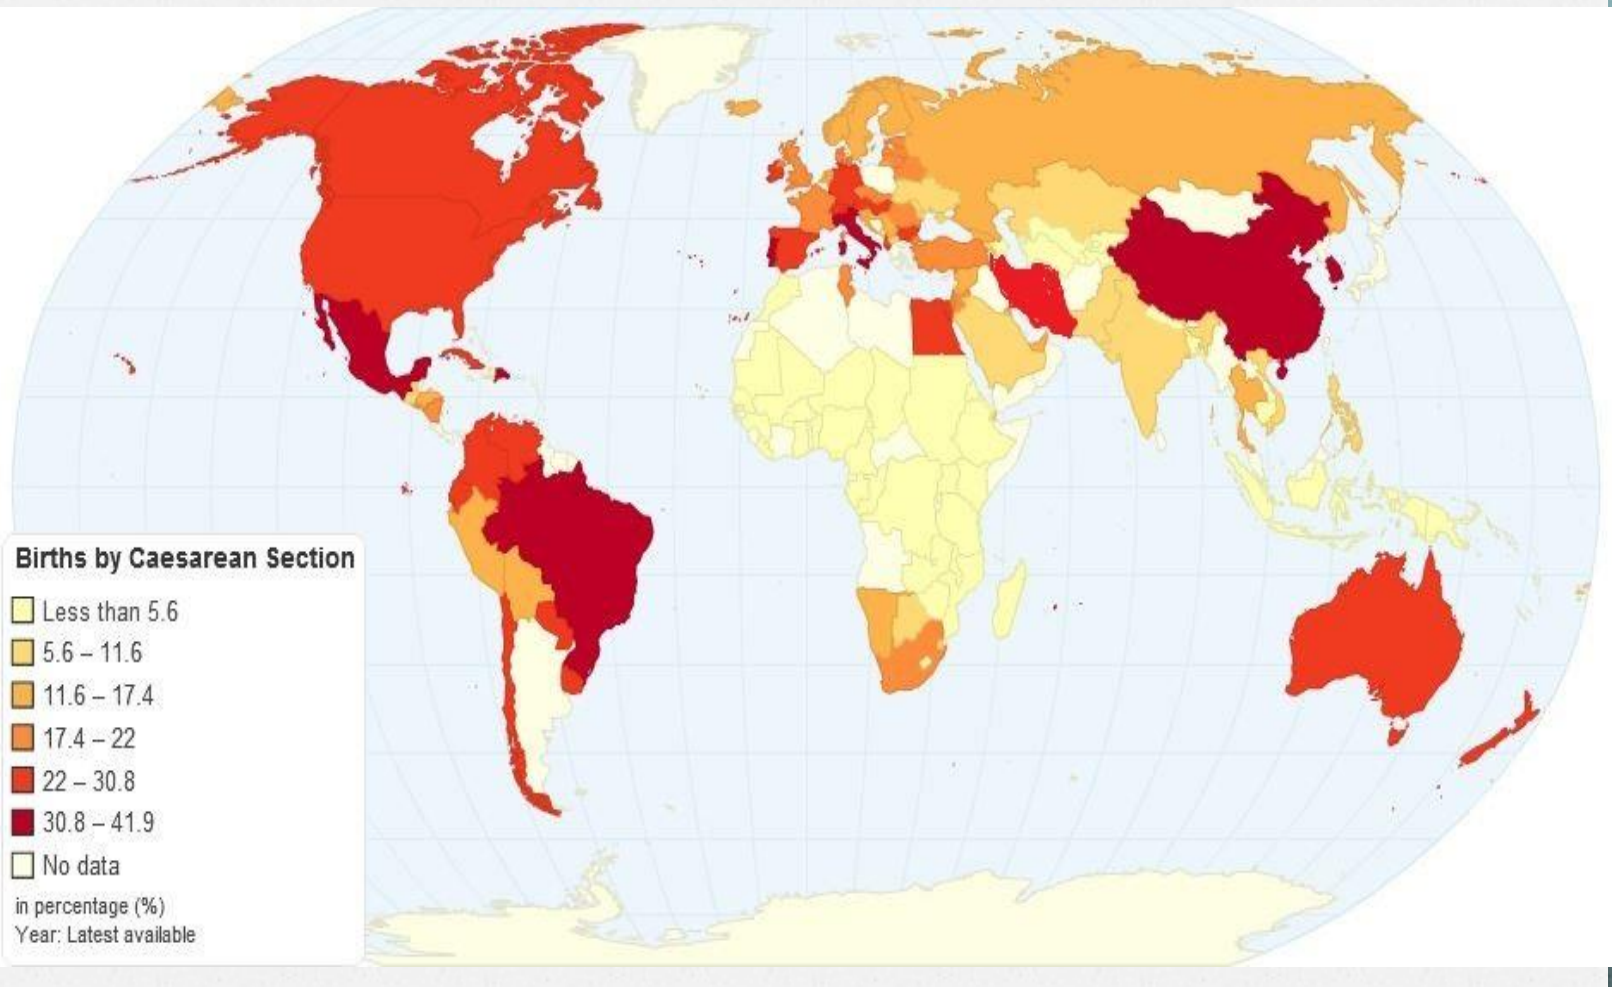 Births by Caesarean Section
Less than 5.6
5.6 – 11.6
11.6 – 17.4
17.4 – 22
22 – 30.8
30.8 – 41.9
No data
in percentage (%)
Year: Latest available